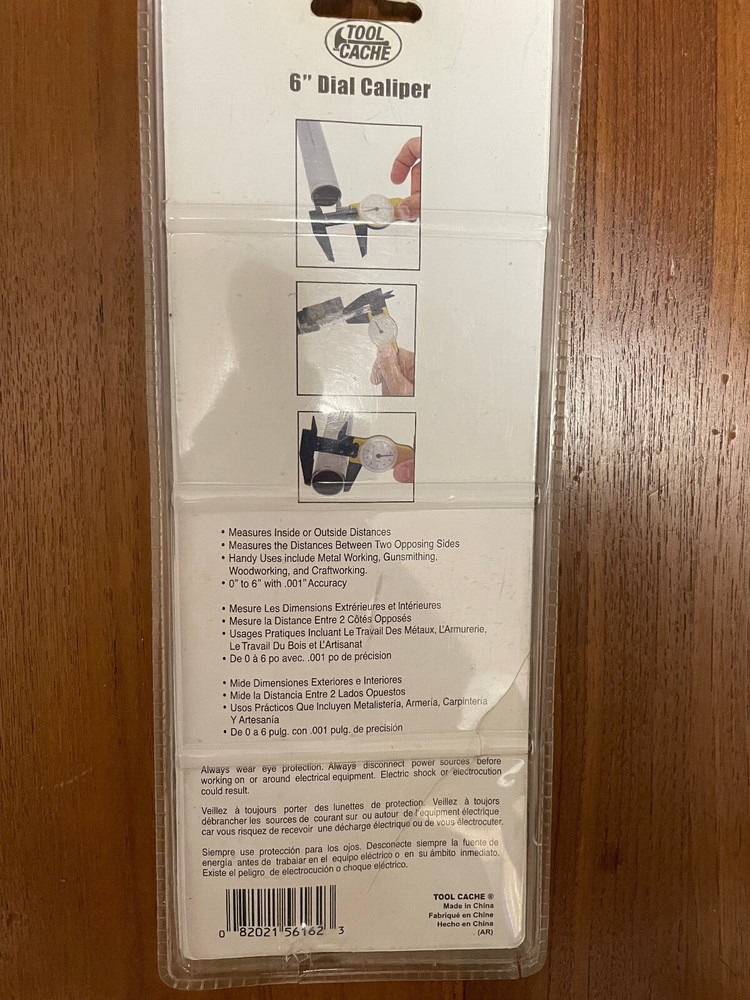 TOOL
CACHE
6" Dial Caliper
• Measures Inside or Outside Distances
• Measures the Distances Between Two Opposing Sides
• Handy Uses include Metal Working, Gunsmithing,
Woodworking, and Craftworking.
• 0" to 6" with .001" Accuracy
• Mesure Les Dimensions Extrérieures et Intérieures
• Mesure la Distance Entre 2 Côtés Opposés
• Usages Pratiques Incluant Le Travail Des Métaux, L'Armurerie,
Le Travail Du Bois et L'Artisanat
• De 0 à 6 po avec. .001 po de précision
• Mide Dimensiones Exteriores e Interiores
• Mide la Distancia Entre 2 Lados Opuestos
• Usos Prácticos Que Incluyen Metalistería, Armería, Carpintería
Y Artesanía
• De 0 a 6 pulg. con .001 pulg. de precisión
Always wear eye protection. Always disconnect power sources before
working on or around electrical equipment. Electric shock or electrocution
could result.
Veillez à toujours porter des lunettes de protection. Veillez à toujors
débrancher les sources de courant sur ou autour de l'equipment électrique
car vous risquez de recevoir une décharge électrique ou de vous électrocuter.
Siempre use protección para los ojos. Desconecte siempre la fuente de
energía antes de trabaiar en el equipo eléctrico o en su ámbito inmediato.
Existe el peligro de electrocución o choque eléctrico.
0 82021 56162 3
TOOL CACHE ®
Made in China
Fabriqué en Chine
Hecho en China
(AR)